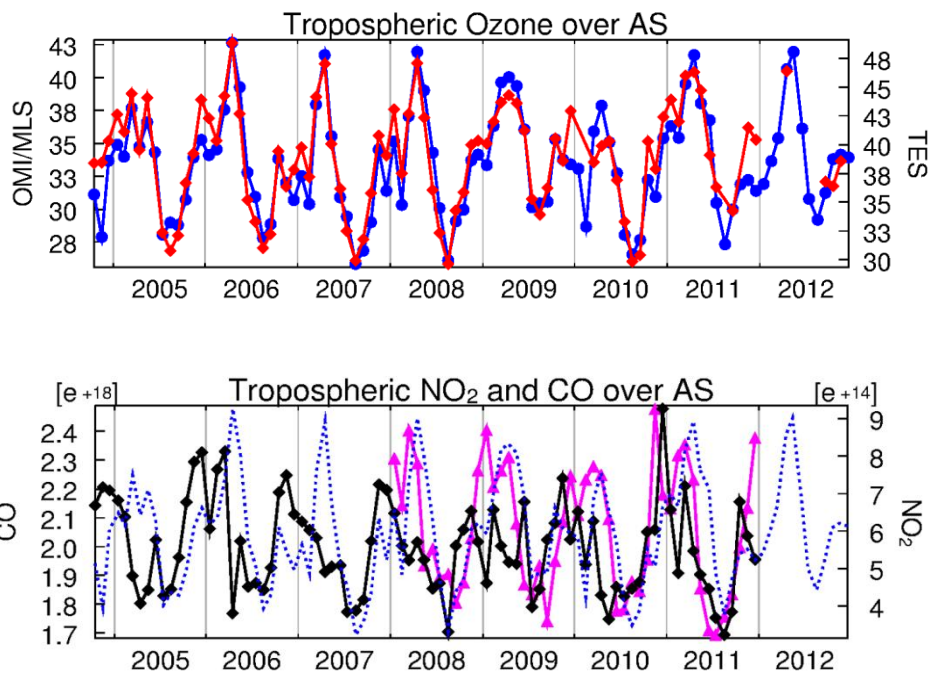 Tropospheric Ozone over AS
43
40
38
35
33
30
28
OMI/MLS
48
45
43
40
38
35
33
30
TES
2005 2006 2007 2008 2009 2010 2011 2012
[e +18]
Tropospheric NO₂ and CO over AS
[e +14]
2.4
2.3
2.2
2.1
2.0
1.9
1.8
1.7
CO
9
8
7
6
5
4
NO₂
2005 2006 2007 2008 2009 2010 2011 2012